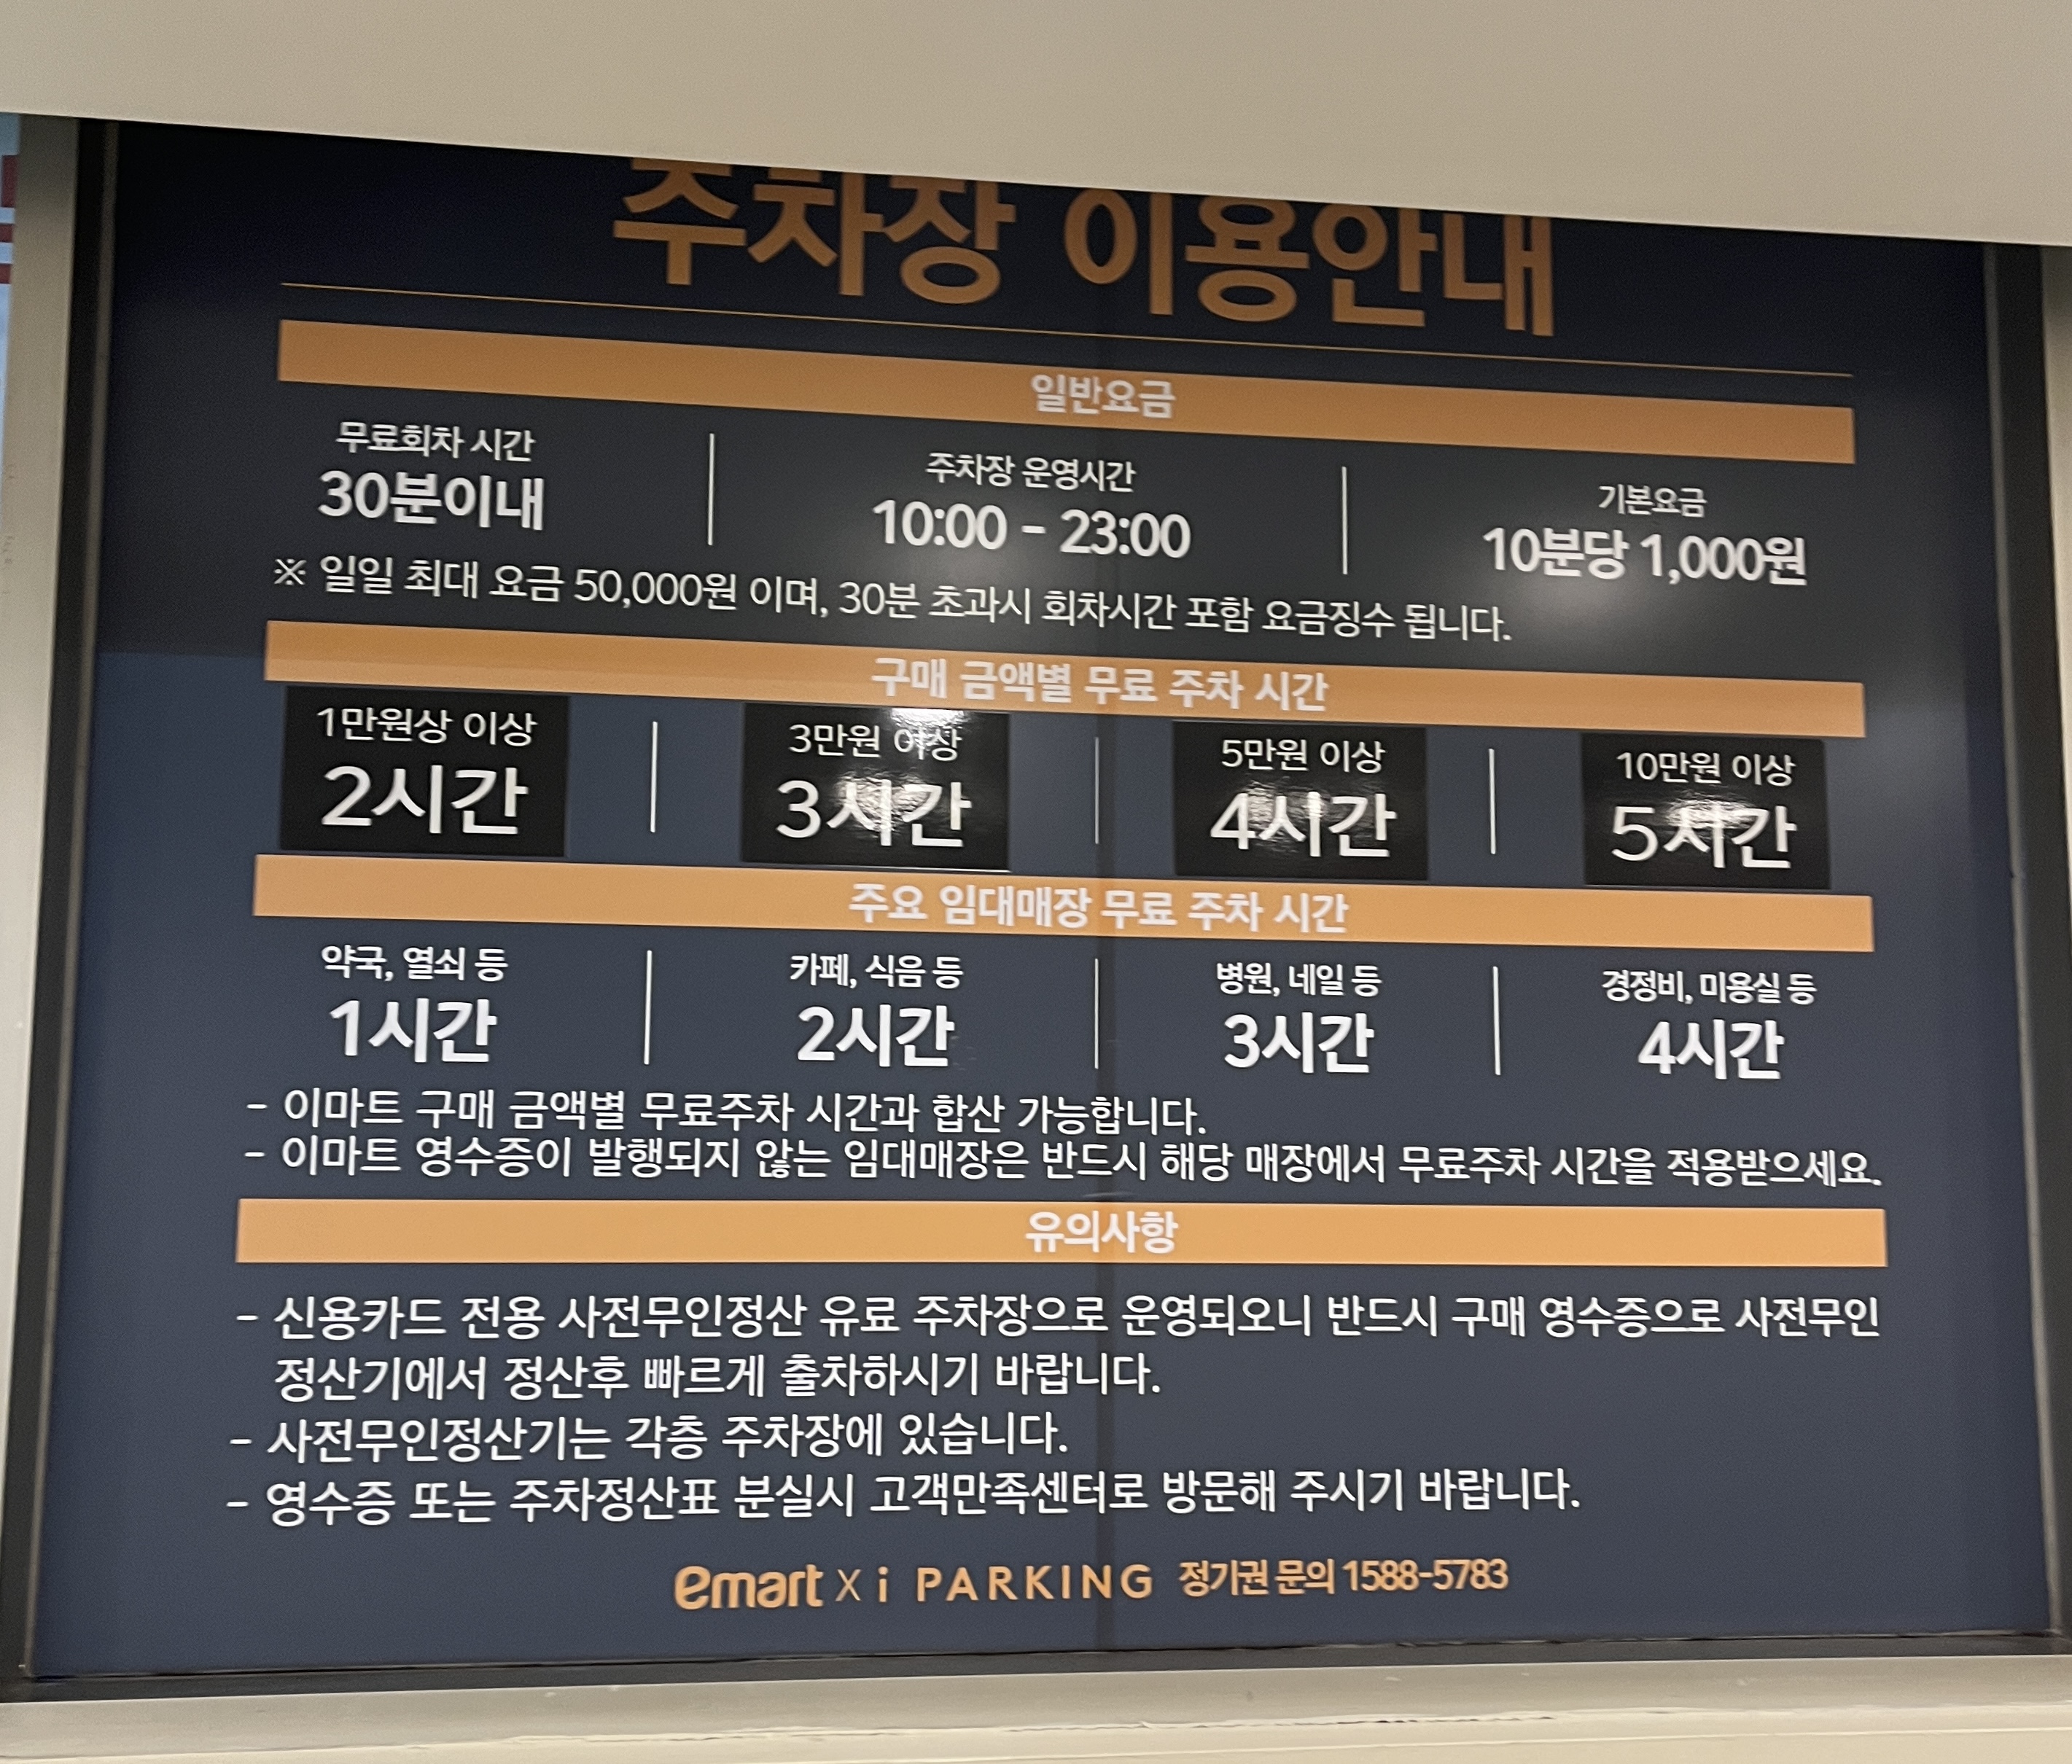 주차장 이용안내
일반요금
무료회차 시간
30분이내
주차장 운영시간
10:00 - 23:00
기본요금
10분당 1,000원
※ 일일 최대 요금 50,000원 이며, 30분 초과시 회차시간 포함 요금징수 됩니다.
구매 금액별 무료 주차 시간
1만원상 이상
2시간
3만원 이상
3시간
5만원 이상
4시간
10만원 이상
5시간
주요 임대매장 무료 주차 시간
약국, 열쇠 등
1시간
카페, 식음 등
2시간
병원, 네일 등
3시간
경정비, 미용실 등
4시간
- 이마트 구매 금액별 무료주차 시간과 합산 가능합니다.
- 이마트 영수증이 발행되지 않는 임대매장은 반드시 해당 매장에서 무료주차 시간을 적용받으세요.
유의사항
- 신용카드 전용 사전무인정산 유료 주차장으로 운영되오니 반드시 구매 영수증으로 사전무인
정산기에서 정산후 빠르게 출차하시기 바랍니다.
- 사전무인정산기는 각층 주차장에 있습니다.
- 영수증 또는 주차정산표 분실시 고객만족센터로 방문해 주시기 바랍니다.
emart X i PARKING 정기권 문의 1588-5783